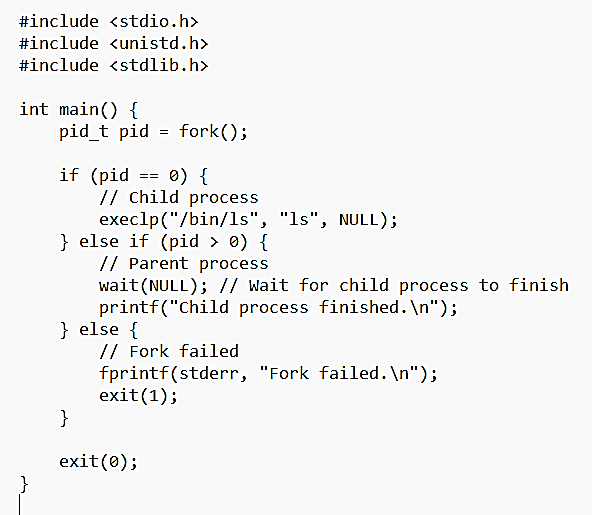 #include <stdio.h>
#include <unistd.h>
#include <stdlib.h>

int main() {
    pid_t pid = fork();

    if (pid == 0) {
        // Child process
        execlp("/bin/ls", "ls", NULL);
    } else if (pid > 0) {
        // Parent process
        wait(NULL); // Wait for child process to finish
        printf("Child process finished.\n");
    } else {
        // Fork failed
        fprintf(stderr, "Fork failed.\n");
        exit(1);
    }

    exit(0);
}